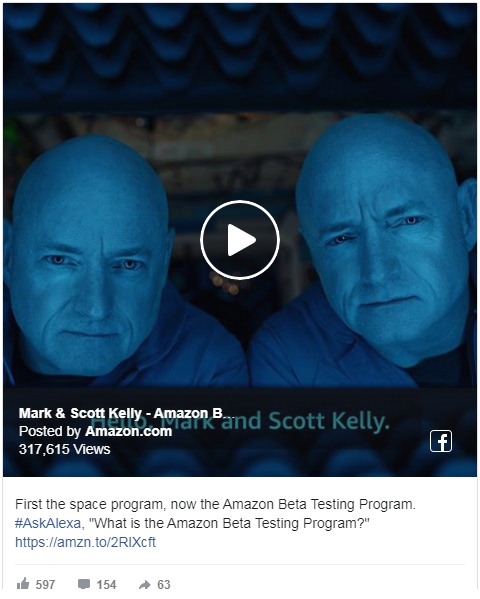 Hello, Mark and Scott Kelly.
Mark & Scott Kelly - Amazon B...
Posted by Amazon.com
317,615 Views
First the space program, now the Amazon Beta Testing Program.
#AskAlexa, "What is the Amazon Beta Testing Program?"
https://amzn.to/2RlXcft
597 154 63